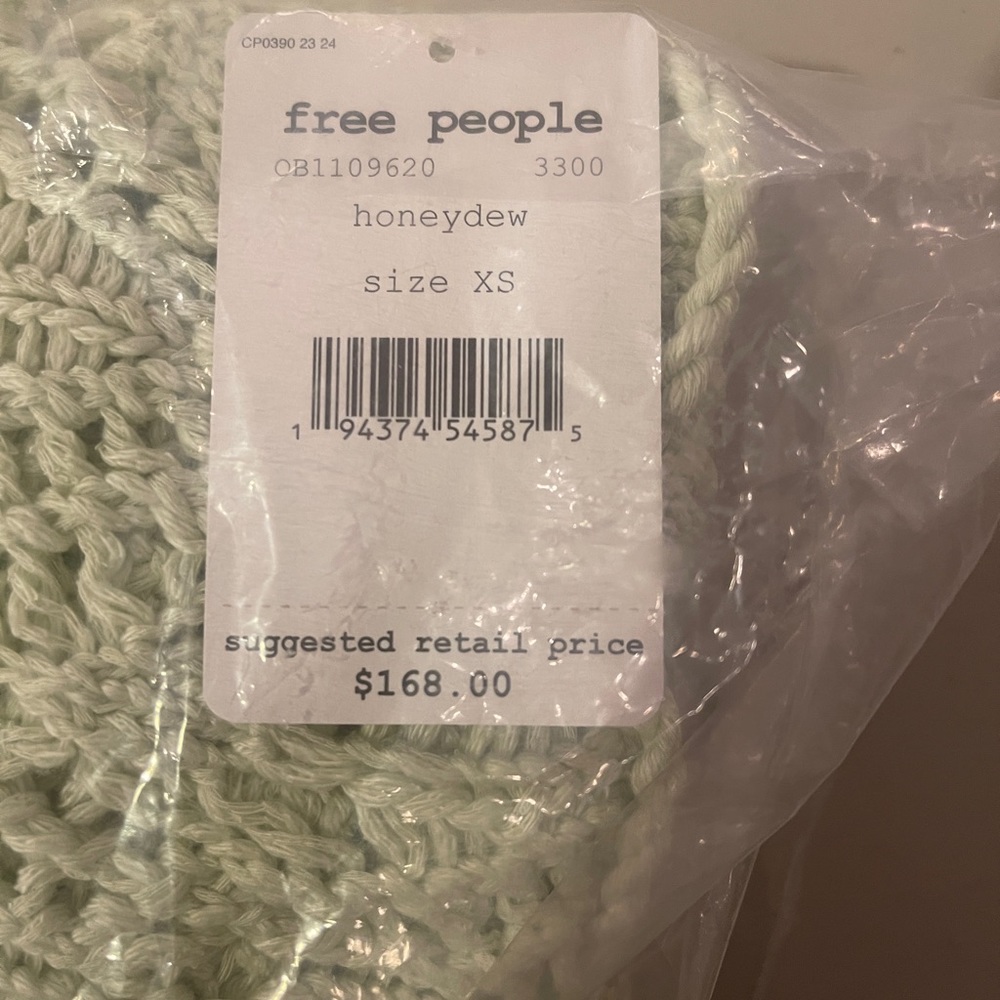 CP0390 23 24
free people
OB1109620 3300
honeydew
size XS
1 94374 54587 5
suggested retail price
$168.00